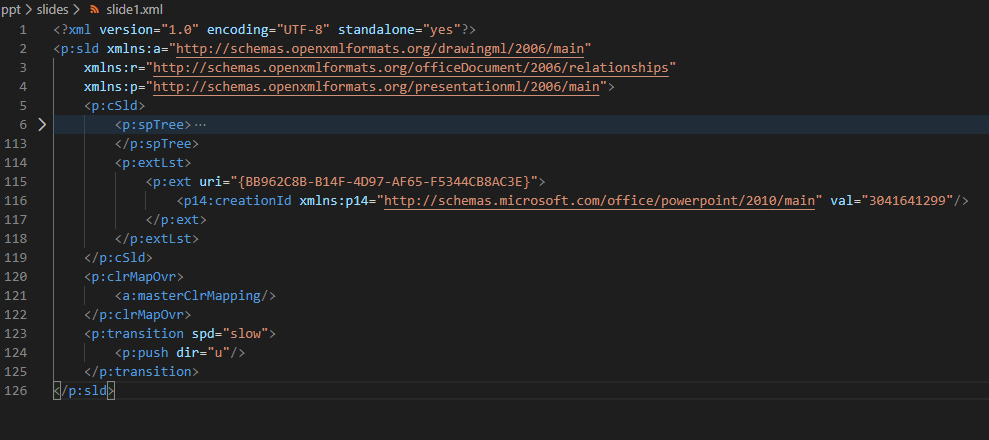 ppt > slides > slide1.xml
1 <?xml version="1.0" encoding="UTF-8" standalone="yes"?>
2 <p:sld xmlns:a="http://schemas.openxmlformats.org/drawingml/2006/main"
3 xmlns:r="http://schemas.openxmlformats.org/officeDocument/2006/relationships"
4 xmlns:p="http://schemas.openxmlformats.org/presentationml/2006/main">
5 <p:cSld>
6 > <p:spTree> ···
113 </p:spTree>
114 <p:extLst>
115 <p:ext uri="{BB962C8B-B14F-4D97-AF65-F5344CB8AC3E}">
116 <p14:creationId xmlns:p14="http://schemas.microsoft.com/office/powerpoint/2010/main" val="3041641299"/>
117 </p:ext>
118 </p:extLst>
119 </p:cSld>
120 <p:clrMapOvr>
121 <a:masterClrMapping/>
122 </p:clrMapOvr>
123 <p:transition spd="slow">
124 <p:push dir="u"/>
125 </p:transition>
126 </p:sld>